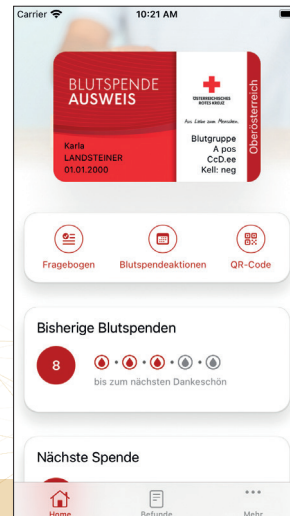 Carrier
10:21 AM
BLUTSPENDE
AUSWEIS
Karla
LANDSTEINER
01.01.2000
ÖSTERREICHISCHES
ROTES KREUZ
Aus Liebe zum Menschen.
Blutgruppe
A pos
CcD.ee
Kell: neg
Oberösterreich
Fragebogen
Blutspendeaktionen
QR-Code
Bisherige Blutspenden
8
bis zum nächsten Dankeschön
Nächste Spende
Home
Befunde
Mehr